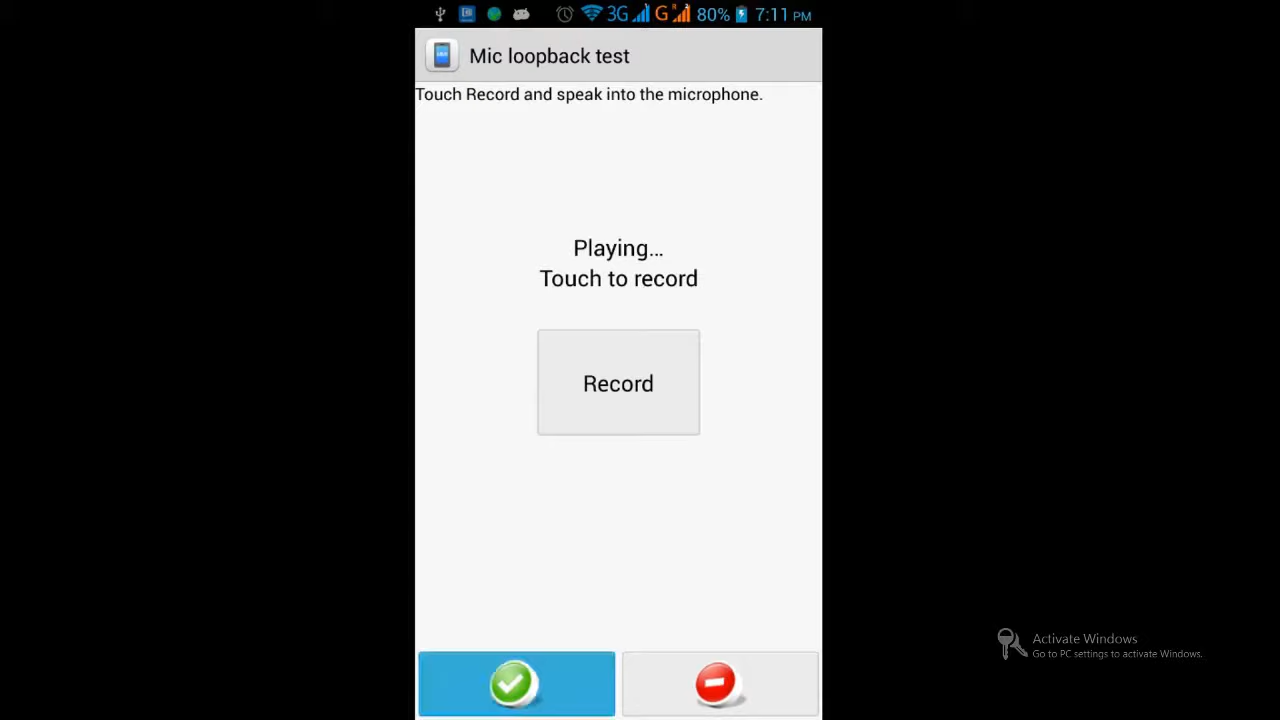 3G G 80% 7:11 PM
Mic loopback test
Touch Record and speak into the microphone.
Playing...
Touch to record
Record
Activate Windows
Go to PC settings to activate Windows.